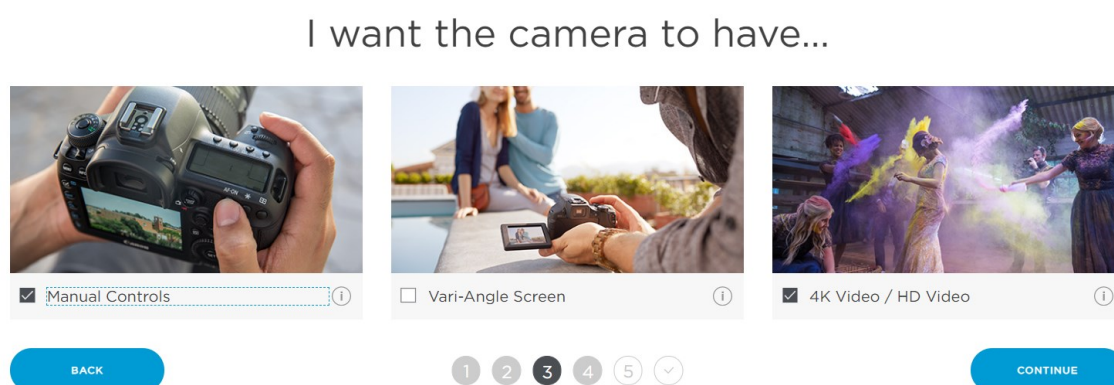 I want the camera to have...
Manual Controls
Vari-Angle Screen
4K Video / HD Video
BACK
1 2 3 4 5
CONTINUE